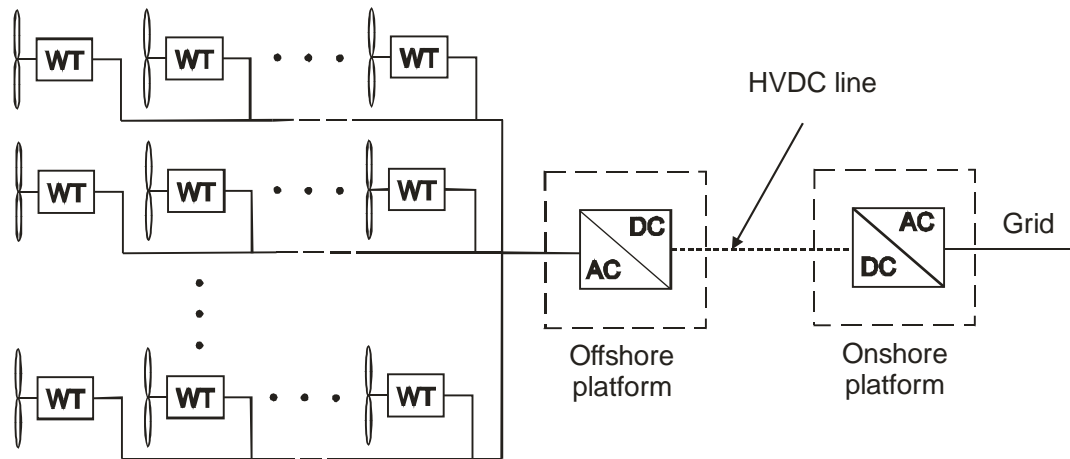 WT
WT
WT
HVDC line
WT
WT
WT
DC
AC
AC
DC
Grid
Offshore
platform
Onshore
platform
WT
WT
WT